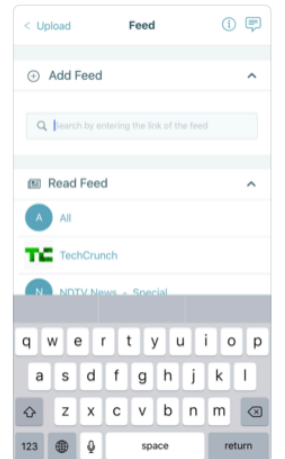 < Upload Feed
Add Feed
Search by entering the link of the feed
Read Feed
A All
TechCrunch
N NDTV News - Special
q w e r t y u i o p
a s d f g h j k l
z x c v b n m
123 space return